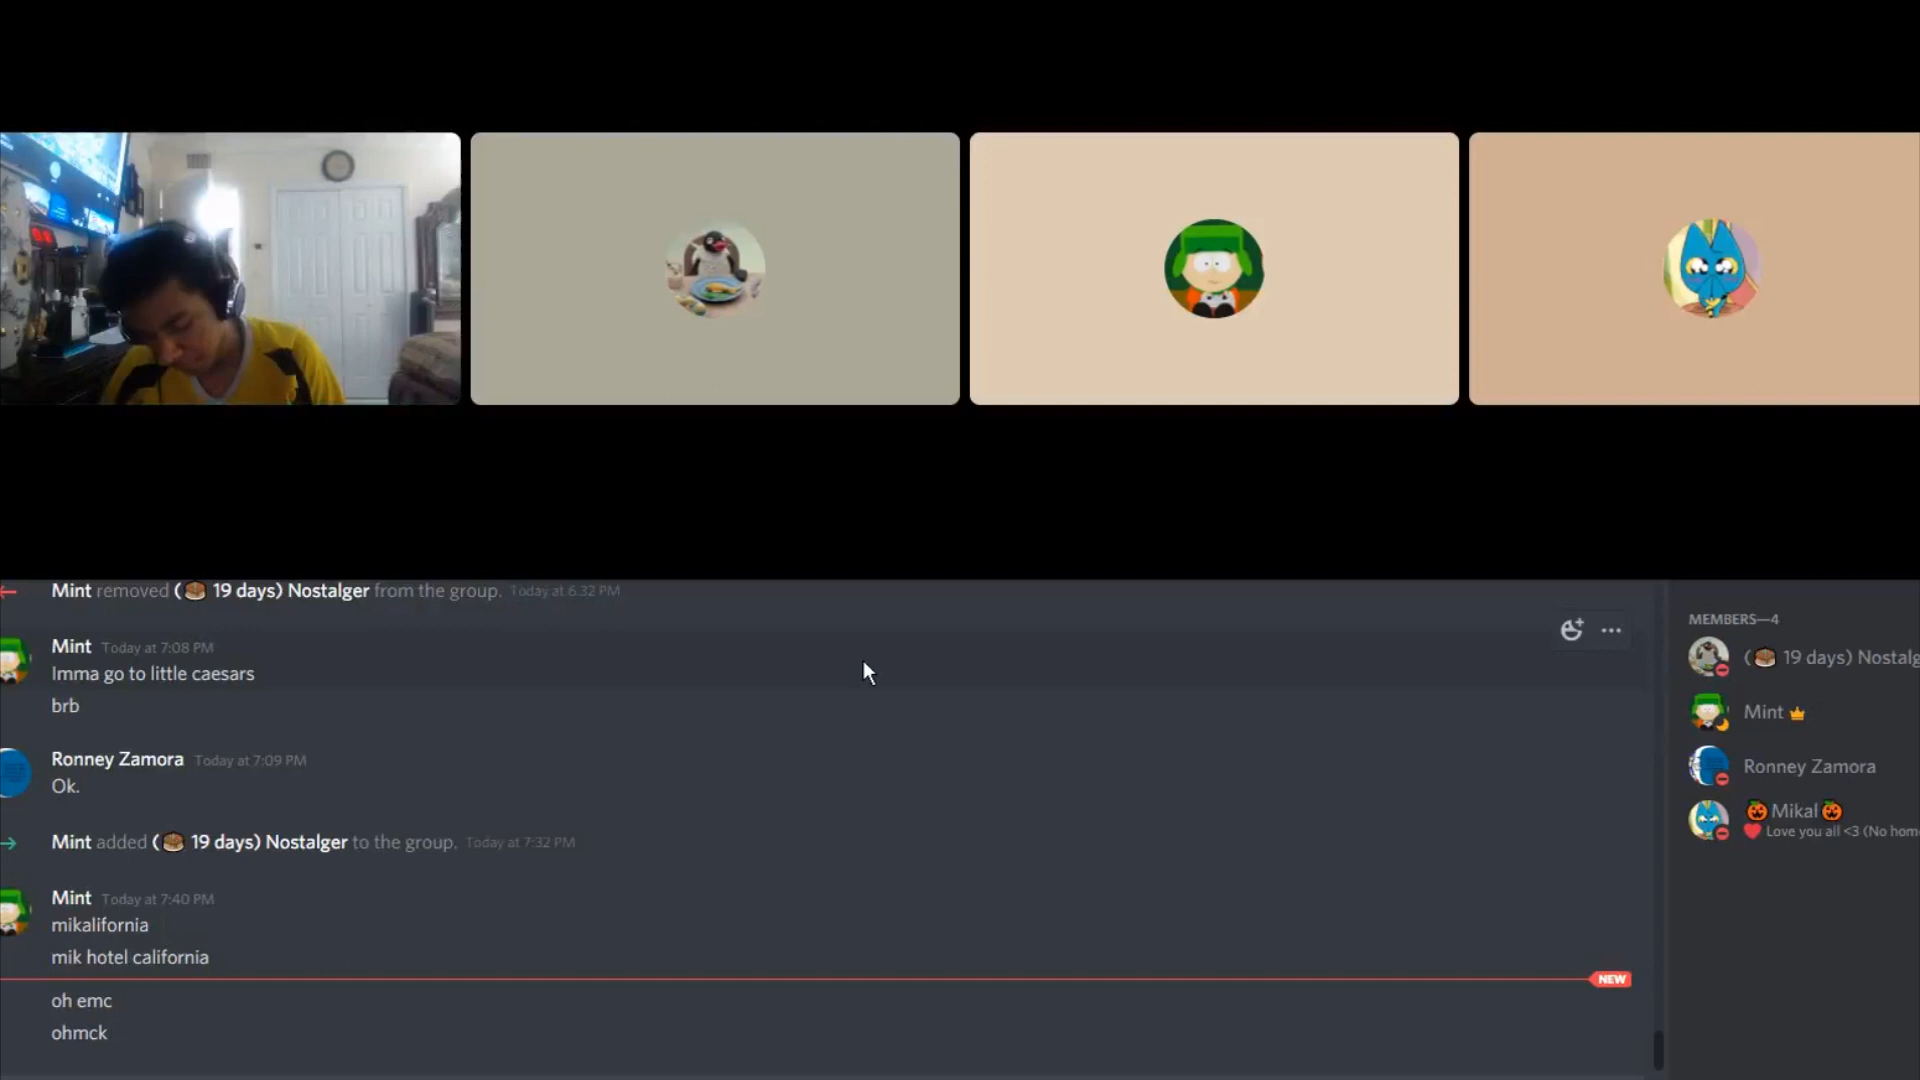 Mint removed (🥞 19 days) Nostalger from the group. Today at 6:32 PM
Mint Today at 7:08 PM
Imma go to little caesars
brb
Ronney Zamora Today at 7:09 PM
Ok.
Mint added (🥞 19 days) Nostalger to the group. Today at 7:32 PM
Mint Today at 7:40 PM
mikalifornia
mik hotel california
NEW
oh emc
ohmck
MEMBERS—4
(🥞 19 days) Nostalg
Mint
Ronney Zamora
🎃 Mikal 🎃
❤️ Love you all <3 (No hom